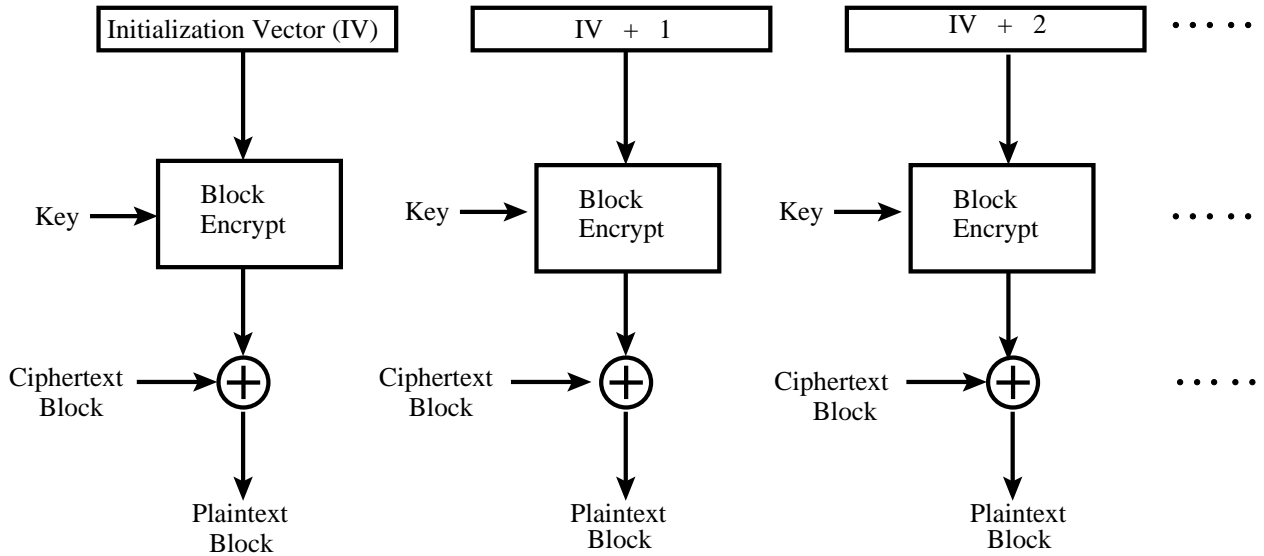 Initialization Vector (IV)
IV + 1
IV + 2
Key
Block
Encrypt
Key
Block
Encrypt
Key
Block
Encrypt
Ciphertext
Block
Ciphertext
Block
Ciphertext
Block
Plaintext
Block
Plaintext
Block
Plaintext
Block